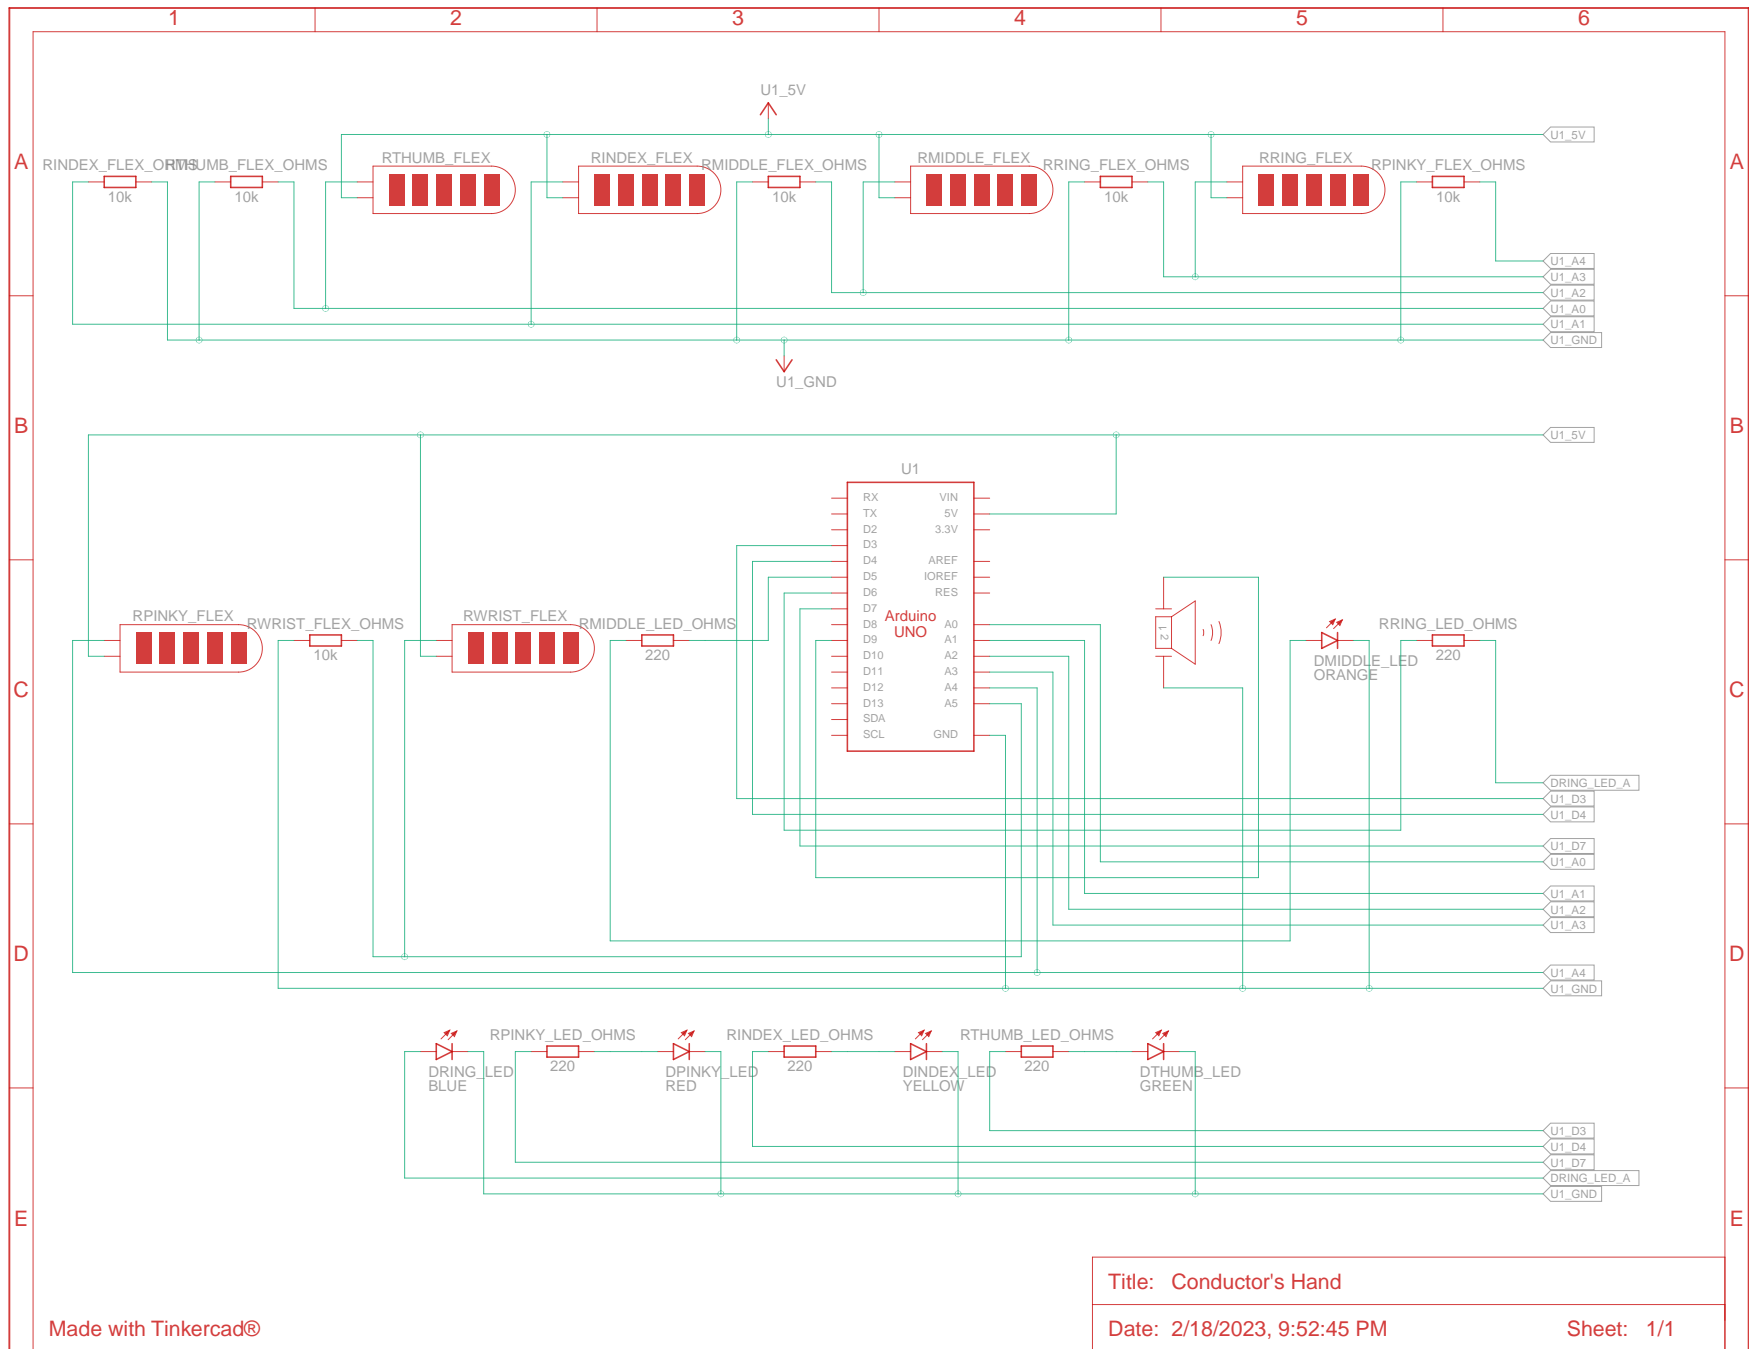 1 2 3 4 5 6
U1_5V
U1_5V
A A
RINDEX_FLEX_OHMS RTHUMB_FLEX_OHMS RTHUMB_FLEX RINDEX_FLEX RMIDDLE_FLEX_OHMS RMIDDLE_FLEX RRING_FLEX_OHMS RRING_FLEX RPINKY_FLEX_OHMS
10k 10k 10k 10k 10k
U1_A4
U1_A3
U1_A2
U1_A0
U1_A1
U1_GND
U1_GND
B B
U1_5V
U1
RX VIN
TX 5V
D2 3.3V
D3
D4 AREF
D5 IOREF
D6 RES
D7
D8 A0
D9 A1
D10 A2
D11 A3
D12 A4
D13 A5
SDA
SCL GND
Arduino
UNO
RPINKY_FLEX RWRIST_FLEX_OHMS RWRIST_FLEX RMIDDLE_LED_OHMS RRING_LED_OHMS
10k 220 220
1 2
DMIDDLE_LED
ORANGE
C C
DRING_LED_A
U1_D3
U1_D4
U1_D7
U1_A0
U1_A1
U1_A2
U1_A3
D D
U1_A4
U1_GND
RPINKY_LED_OHMS RINDEX_LED_OHMS RTHUMB_LED_OHMS
220 220 220
DRING_LED DPINKY_LED DINDEX_LED DTHUMB_LED
BLUE RED YELLOW GREEN
U1_D3
U1_D4
U1_D7
DRING_LED_A
U1_GND
E E
Title: Conductor's Hand
Made with Tinkercad®
Date: 2/18/2023, 9:52:45 PM Sheet: 1/1